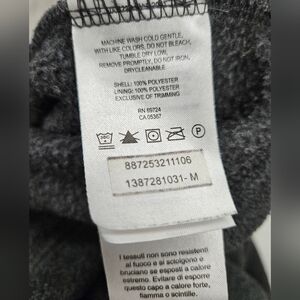 MACHINE WASH COLD GENTLE,
WITH LIKE COLORS, DO NOT BLEACH,
TUMBLE DRY LOW,
REMOVE PROMPTLY, DO NOT IRON,
DRYCLEANABLE
SHELL: 100% POLYESTER
LINING: 100% POLYESTER
EXCLUSIVE OF TRIMMING
RN 69724
CA 05367
P
887253211106
1387281031- M
I tessuti non sono resistenti
al fuoco e si sciolgono e
bruciano se esposti a calore
estremo. Evitare di esporre
questo capo a calore forte,
fiamma o scintille.